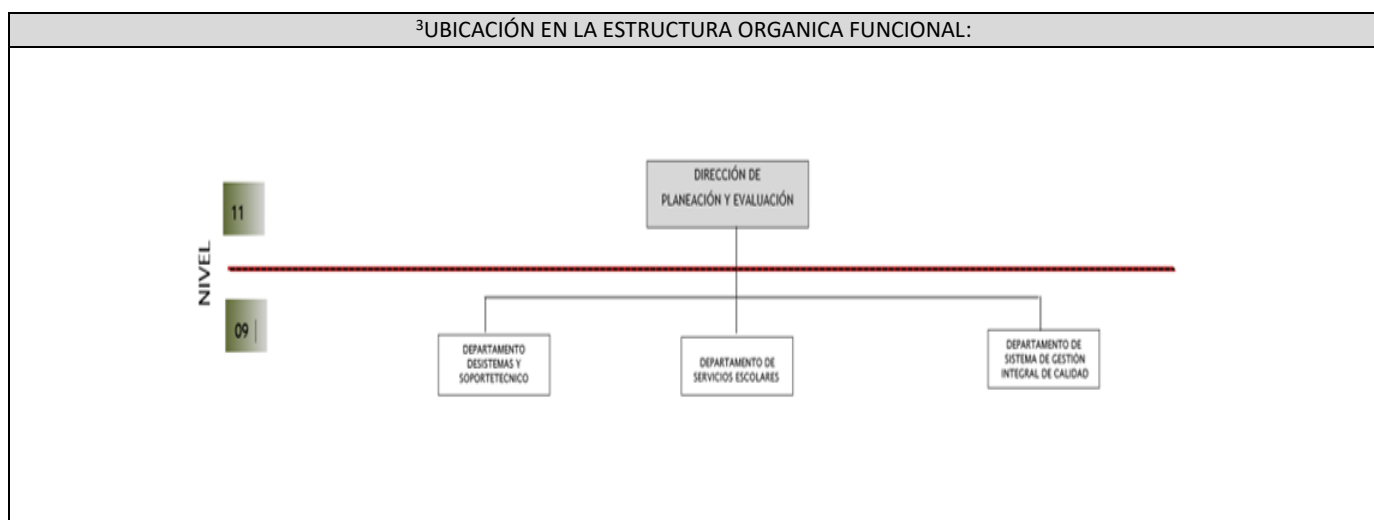 ³UBICACIÓN EN LA ESTRUCTURA ORGANICA FUNCIONAL:
DIRECCIÓN DE
PLANEACIÓN Y EVALUACIÓN
11
NIVEL
09
DEPARTAMENTO
DESISTEMAS Y
SOPORTETECNICO
DEPARTAMENTO DE
SERVICIOS ESCOLARES
DEPARTAMENTO DE
SISTEMA DE GESTIÓN
INTEGRAL DE CALIDAD